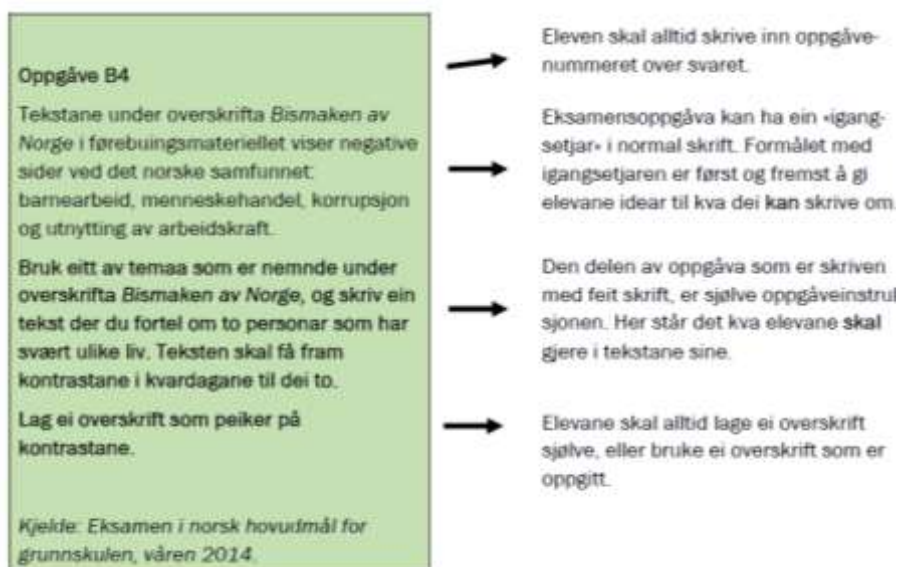 Oppgåve B4
Tekstane under overskrifta Bismaken av
Norge i førebuingsmateriellet viser negative
sider ved det norske samfunnet:
barnearbeid, menneskehandel, korrupsjon
og utnytting av arbeidskraft.
Bruk eitt av temaa som er nemnde under
overskrifta Bismaken av Norge, og skriv ein
tekst der du fortel om to personar som har
svært ulike liv. Teksten skal få fram
kontrastane i kvardagane til dei to.
Lag ei overskrift som peiker på
kontrastane.
Kjelde: Eksamen i norsk hovudmål for
grunnskulen, våren 2014.
Eleven skal alltid skrive inn oppgåve-
nummeret over svaret.
Eksamensoppgåva kan ha ein «igang-
setjar» i normal skrift. Formålet med
igangsetjaren er først og fremst å gi
elevane idear til kva dei kan skrive om
Den delen av oppgåva som er skriven
med feit skrift, er sjølve oppgåveinstruk
sjonen. Her står det kva elevane skal
gjere i tekstane sine.
Elevane skal alltid lage ei overskrift
sjølve, eller bruke ei overskrift som er
oppgitt.